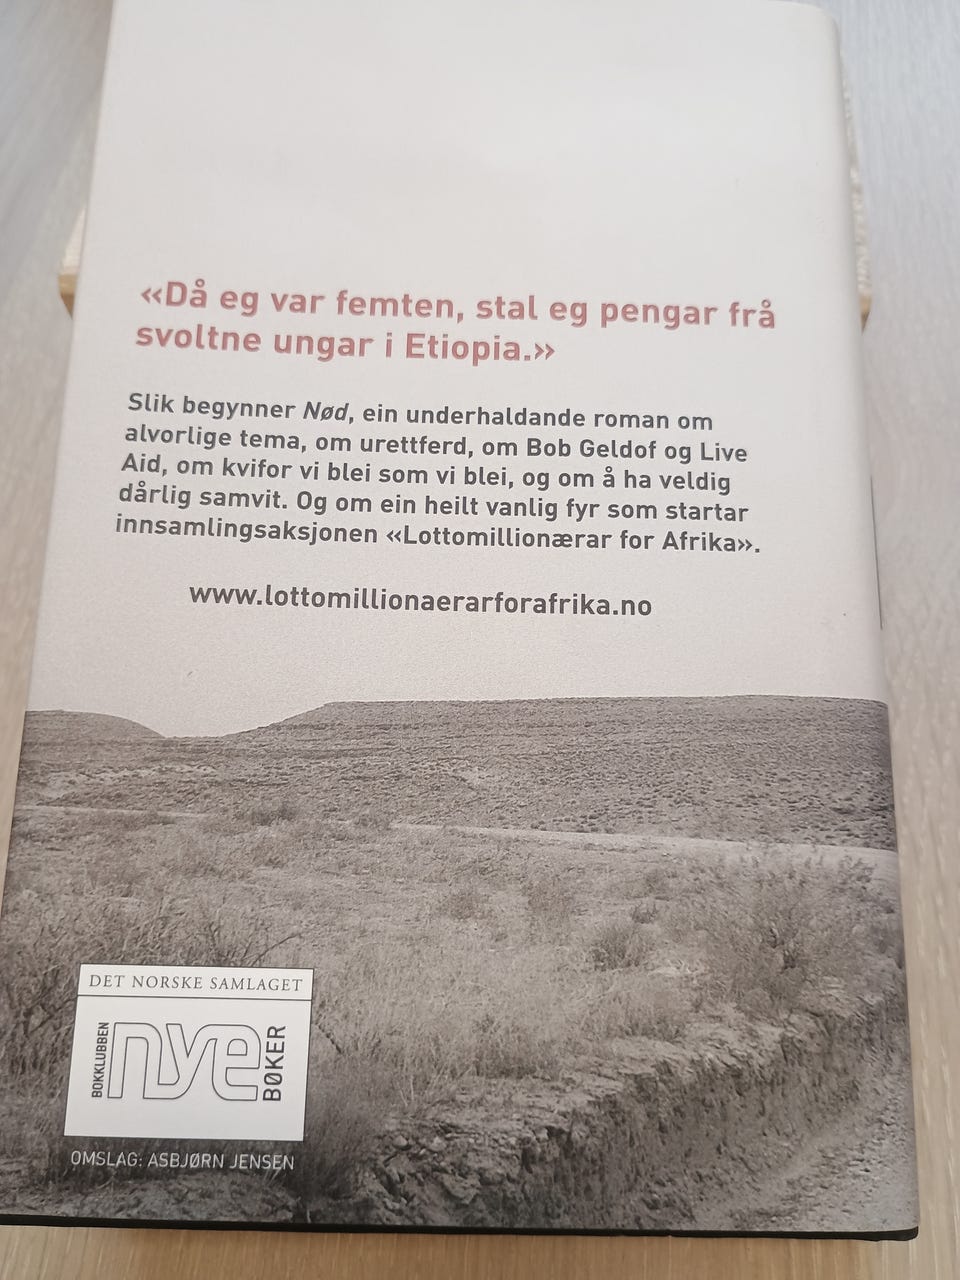 «Då eg var femten, stal eg pengar frå
svoltne ungar i Etiopia.»
Slik begynner Nød, ein underhaldande roman om
alvorlige tema, om urettferd, om Bob Geldof og Live
Aid, om kvifor vi blei som vi blei, og om å ha veldig
dårlig samvit. Og om ein heilt vanlig fyr som startar
innsamlingsaksjonen «Lottomillionærar for Afrika».
www.lottomillionaerarforafrika.no
DET NORSKE SAMLAGET
BOKKLUBBEN
nye
BØKER
OMSLAG: ASBJØRN JENSEN